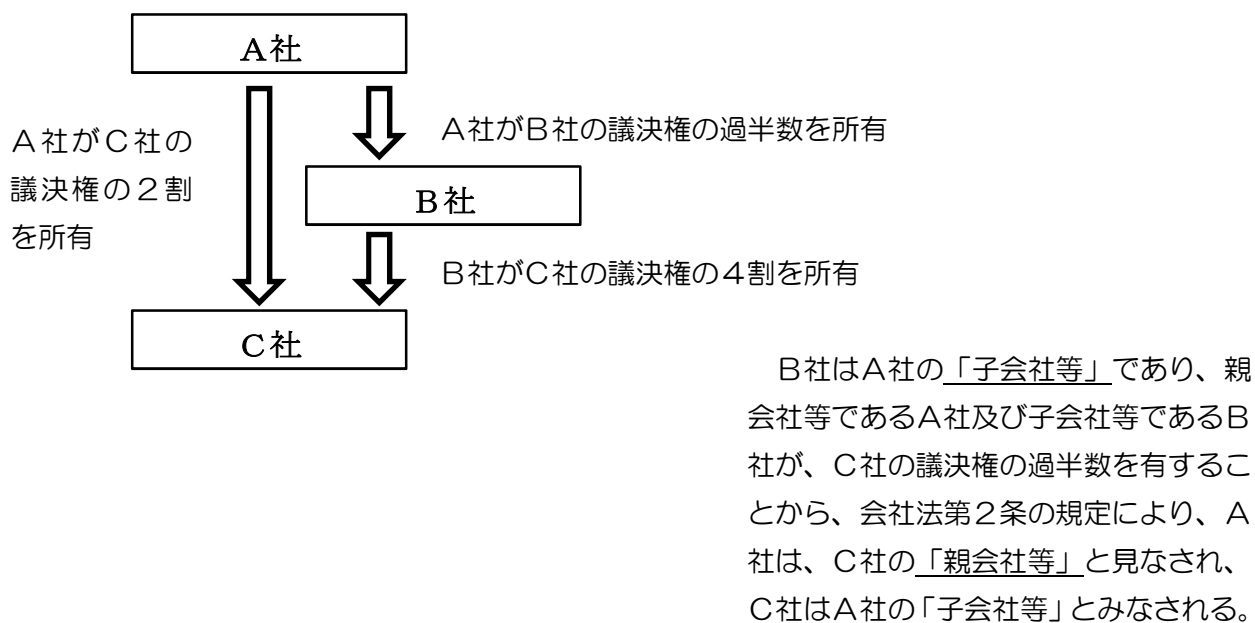 A社
A社がC社の
議決権の2割
を所有
A社がB社の議決権の過半数を所有
B社
B社がC社の議決権の4割を所有
C社
B社はA社の「子会社等」であり、親
会社等であるA社及び子会社等であるB
社が、C社の議決権の過半数を有するこ
とから、会社法第2条の規定により、A
社は、C社の「親会社等」と見なされ、
C社はA社の「子会社等」とみなされる。